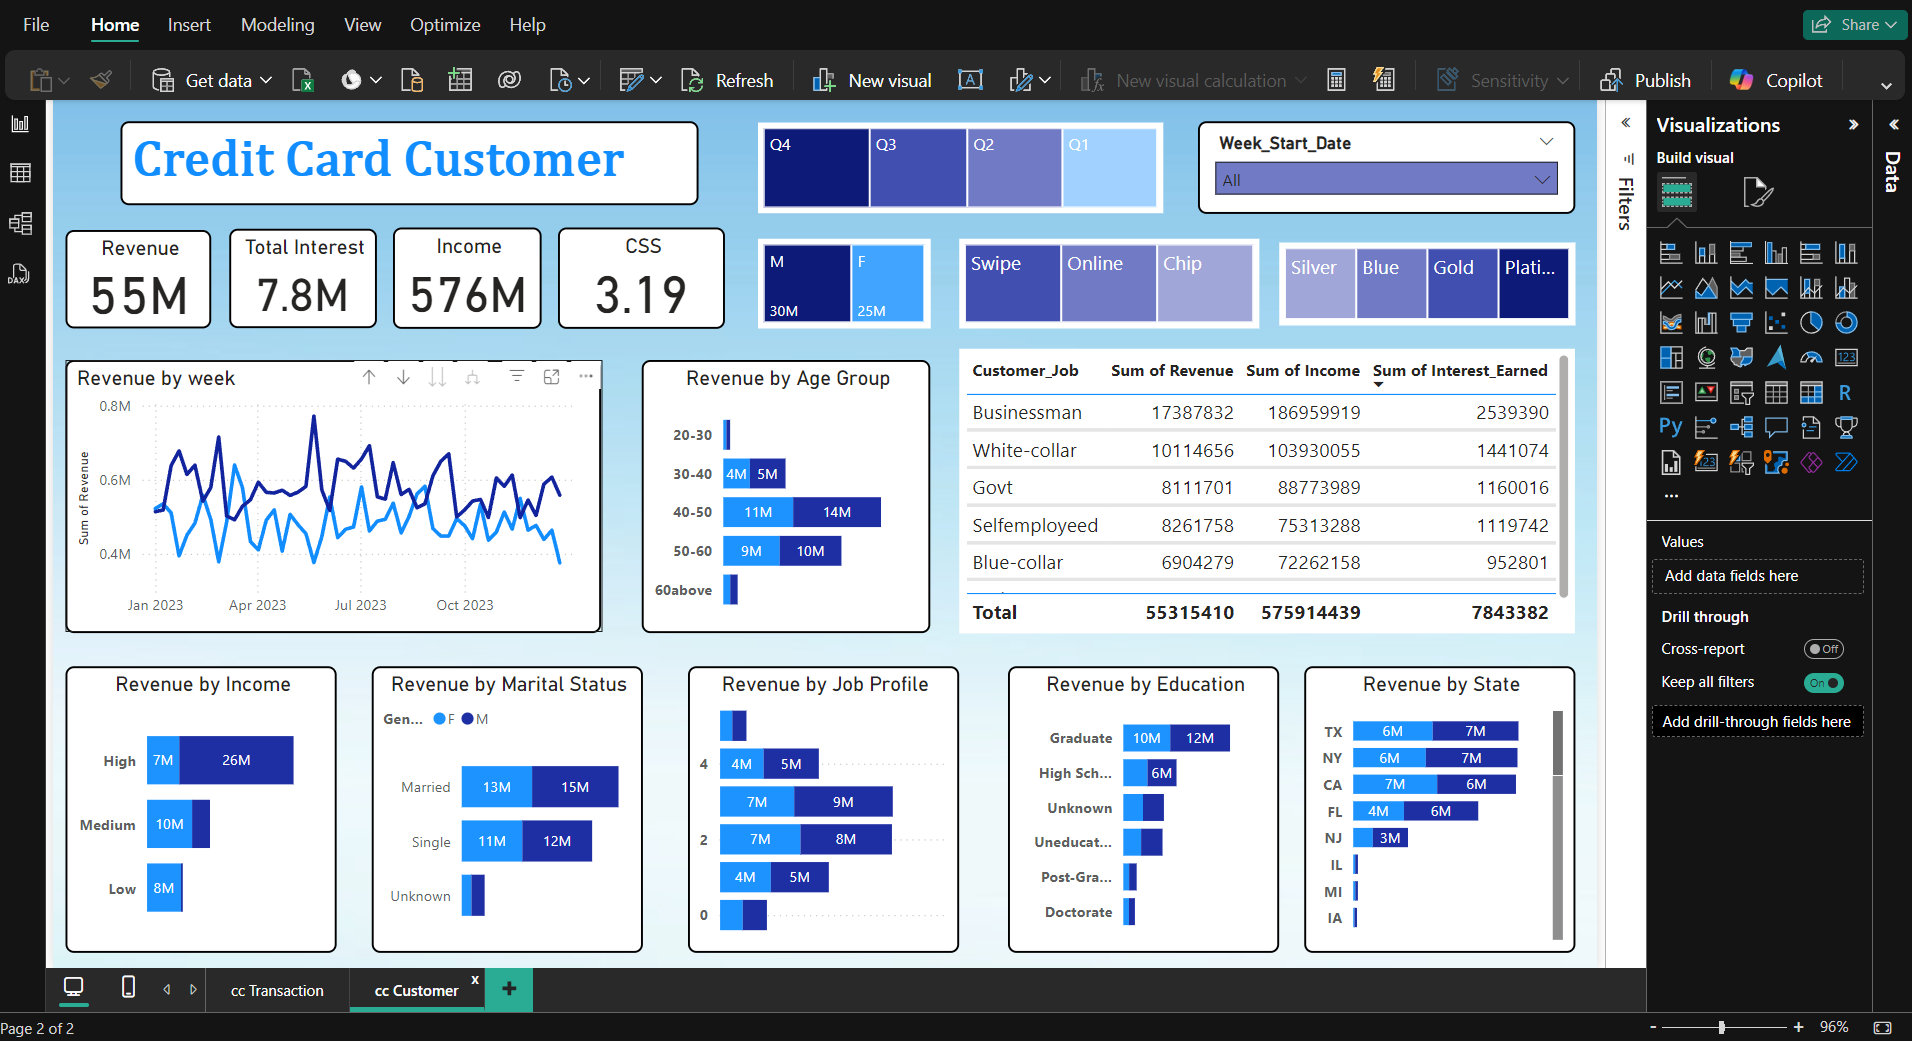 File Home Insert Modeling View Optimize Help Share
Get data Refresh New visual New visual calculation Sensitivity Publish Copilot
Credit Card Customer
Q4 Q3 Q2 Q1
Week_Start_Date
All
Revenue
55M
Total Interest
7.8M
Income
576M
CSS
3.19
M F
30M 25M
Swipe Online Chip
Silver Blue Gold Plati...
Revenue by week
Sum of Revenue
0.8M
0.6M
0.4M
Jan 2023 Apr 2023 Jul 2023 Oct 2023
Revenue by Age Group
20-30
30-40 4M 5M
40-50 11M 14M
50-60 9M 10M
60above
Customer_Job Sum of Revenue Sum of Income Sum of Interest_Earned
Businessman 17387832 186959919 2539390
White-collar 10114656 103930055 1441074
Govt 8111701 88773989 1160016
Selfemployeed 8261758 75313288 1119742
Blue-collar 6904279 72262158 952801
Total 55315410 575914439 7843382
Revenue by Income
High 7M 26M
Medium 10M
Low 8M
Revenue by Marital Status
Gen... F M
Married 13M 15M
Single 11M 12M
Unknown
Revenue by Job Profile
4 4M 5M
7M 9M
2 7M 8M
4M 5M
0
Revenue by Education
Graduate 10M 12M
High Sch... 6M
Unknown
Uneducat...
Post-Gra...
Doctorate
Revenue by State
TX 6M 7M
NY 6M 7M
CA 7M 6M
FL 4M 6M
NJ 3M
IL
MI
IA
Filters
Visualizations
Build visual
123
R
Py
123
...
Values
Add data fields here
Drill through
Cross-report Off
Keep all filters On
Add drill-through fields here
Data
DAX
cc Transaction cc Customer x +
Page 2 of 2
- + 96%